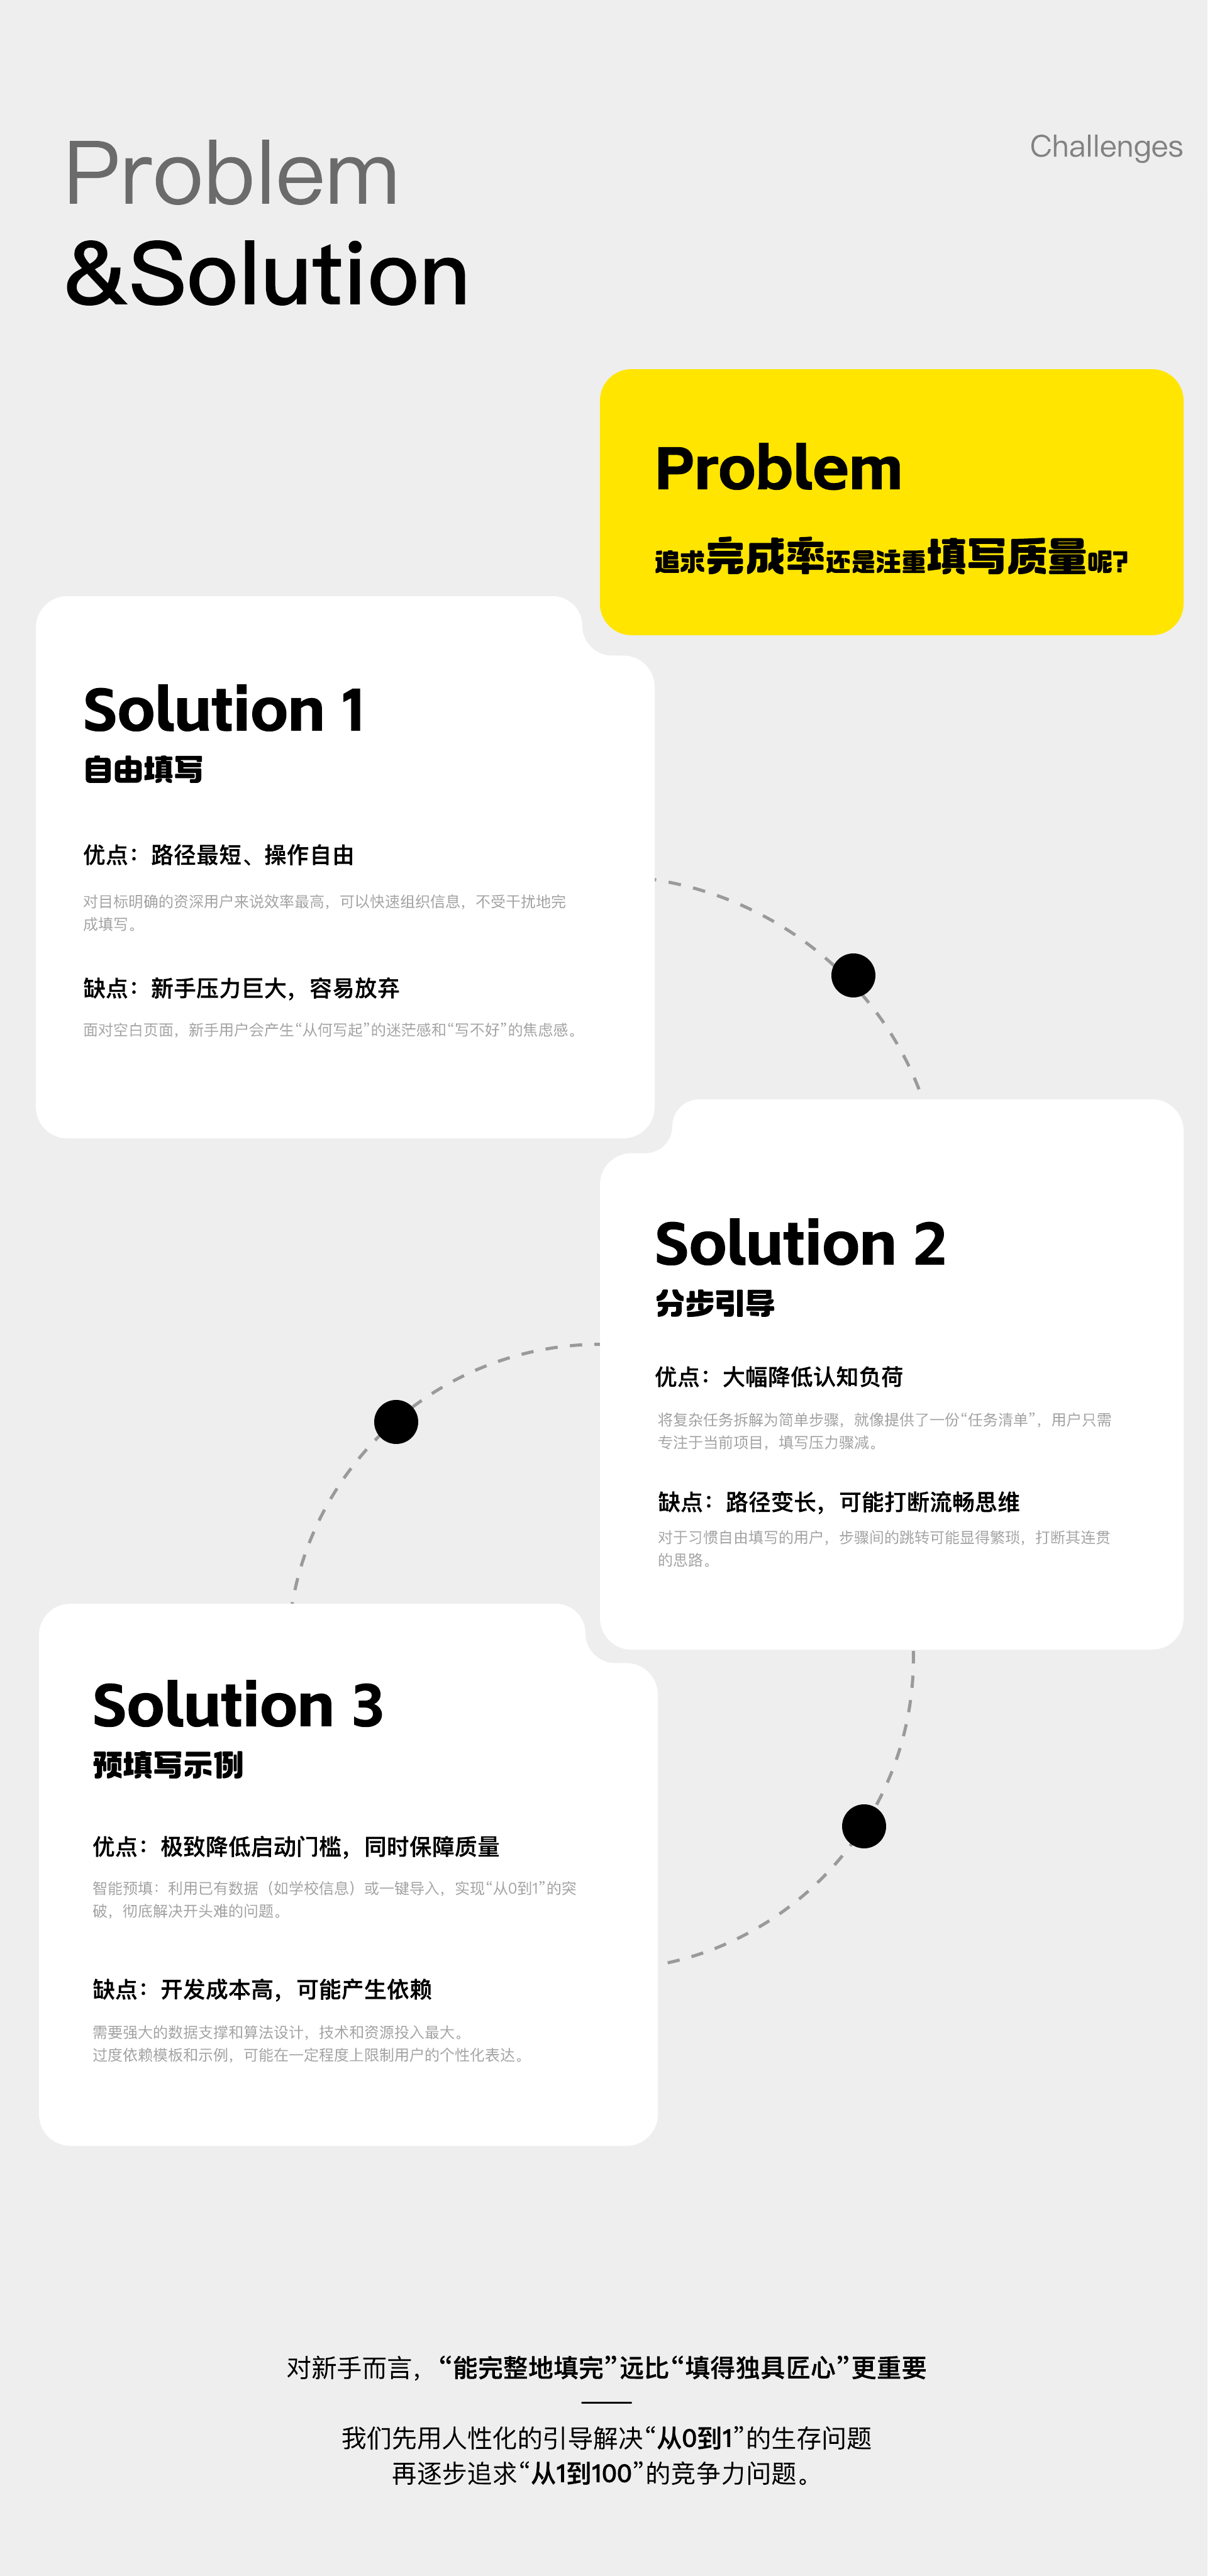 Problem
Challenges
&Solution
Problem
追求完成率还是注重填写质量呢?
Solution 1
自由填写
优点：路径最短、操作自由
对目标明确的资深用户来说效率最高，可以快速组织信息，不受干扰地完
成填写。
缺点：新手压力巨大，容易放弃
面对空白页面，新手用户会产生“从何写起”的迷茫感和“写不好”的焦虑感。
Solution 2
分步引导
优点：大幅降低认知负荷
将复杂任务拆解为简单步骤，就像提供了一份“任务清单”，用户只需
专注于当前项目，填写压力骤减。
缺点：路径变长，可能打断流畅思维
对于习惯自由填写的用户，步骤间的跳转可能显得繁琐，打断其连贯
的思路。
Solution 3
预填写示例
优点：极致降低启动门槛，同时保障质量
智能预填：利用已有数据（如学校信息）或一键导入，实现“从0到1”的突
破，彻底解决开头难的问题。
缺点：开发成本高，可能产生依赖
需要强大的数据支撑和算法设计，技术和资源投入最大。
过度依赖模板和示例，可能在一定程度上限制用户的个性化表达。
对新手而言，“能完整地填完”远比“填得独具匠心”更重要
我们先用人性化的引导解决“从0到1”的生存问题
再逐步追求“从1到100”的竞争力问题。